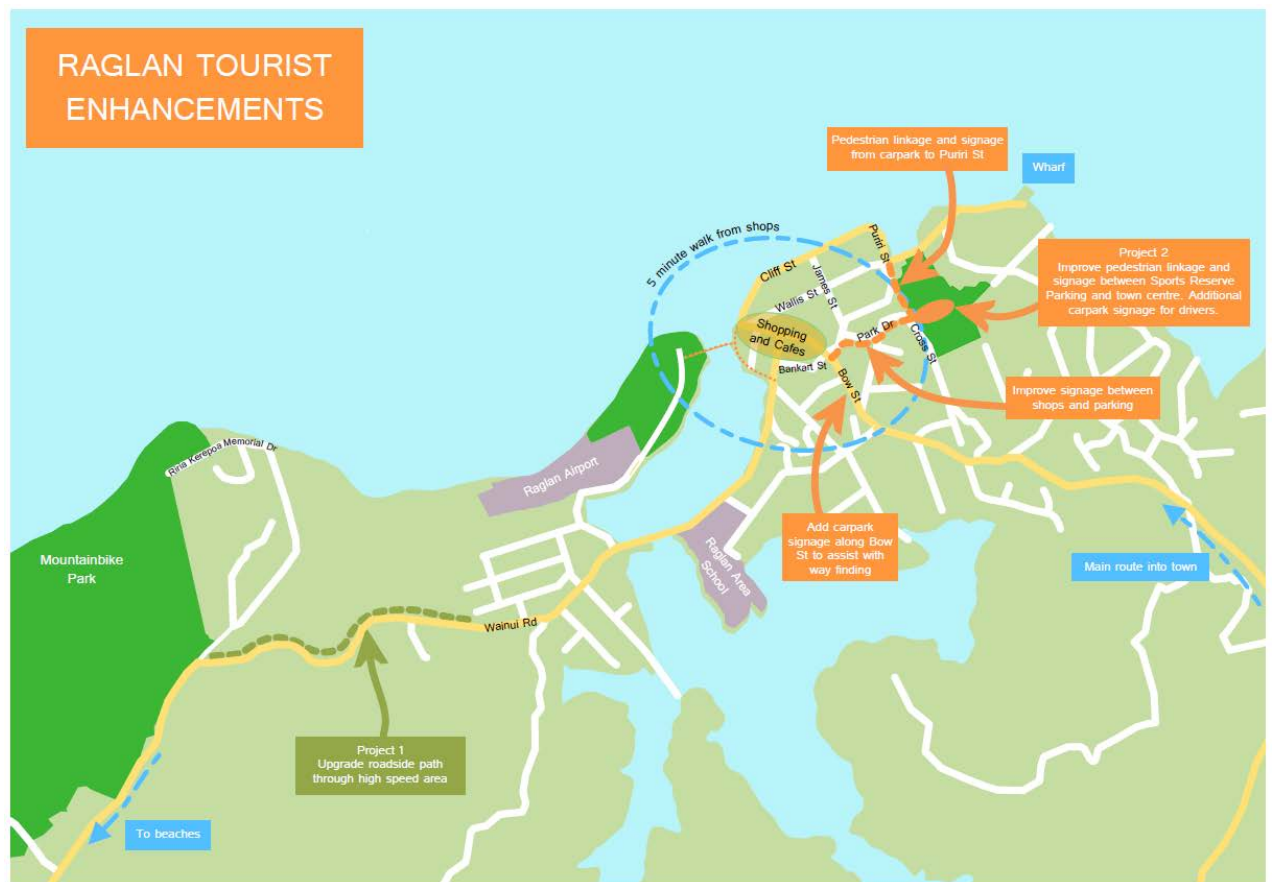 RAGLAN TOURIST
ENHANCEMENTS
Pedestrian linkage and signage
from carpark to Puriri St
Wharf
5 minute walk from shops
Puriri St
Cliff St
James St
Project 2
Improve pedestrian linkage and
signage between Sports Reserve
Parking and town centre. Additional
carpark signage for drivers.
Wallis St
Shopping
and Cafes
Park Dr
Cross St
Bankart St
Bow St
Improve signage between
shops and parking
Riria Kerepoa Memorial Dr
Raglan Airport
Add carpark
signage along Bow
St to assist with
way finding
Raglan Area
School
Mountainbike
Park
Main route into town
Wainui Rd
Project 1
Upgrade roadside path
through high speed area
To beaches